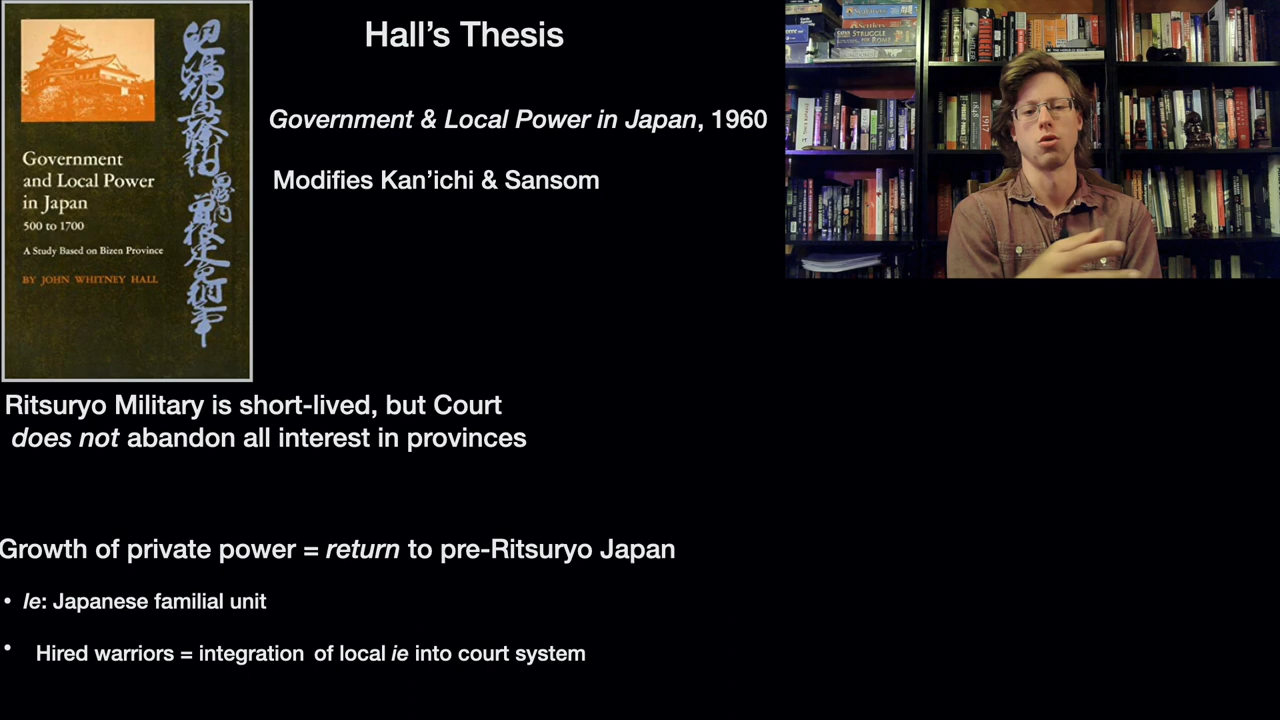 Hall’s Thesis
Government & Local Power in Japan, 1960
Modifies Kan’ichi & Sansom
Government
and Local Power
in Japan
500 to 1700
A Study Based on Bizen Province
BY JOHN WHITNEY HALL
Ritsuryo Military is short-lived, but Court
does not abandon all interest in provinces
Growth of private power = return to pre-Ritsuryo Japan
• Ie: Japanese familial unit
• Hired warriors = integration of local ie into court system
STRUGGLE
1917